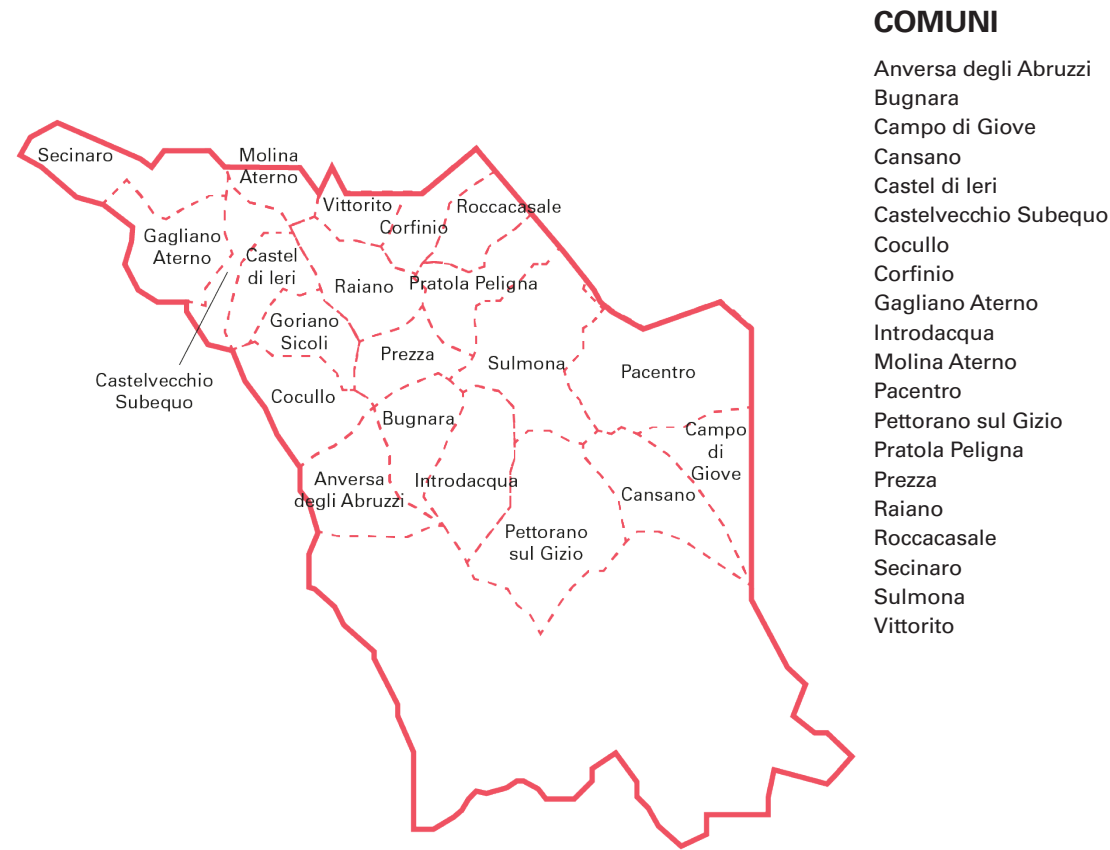 COMUNI
Anversa degli Abruzzi
Bugnara
Campo di Giove
Cansano
Castel di Ieri
Castelvecchio Subequo
Cocullo
Corfinio
Gagliano Aterno
Introdacqua
Molina Aterno
Pacentro
Pettorano sul Gizio
Pratola Peligna
Prezza
Raiano
Roccacasale
Secinaro
Sulmona
Vittorito
Secinaro
Molina
Aterno
Vittorito
Corfinio
Roccacasale
Gagliano
Aterno
Castel
di Ieri
Raiano
Pratola Peligna
Goriano
Sicoli
Prezza
Sulmona
Pacentro
Castelvecchio
Subequo
Cocullo
Bugnara
Campo
di
Giove
Anversa
degli Abruzzi
Introdacqua
Cansano
Pettorano
sul Gizio